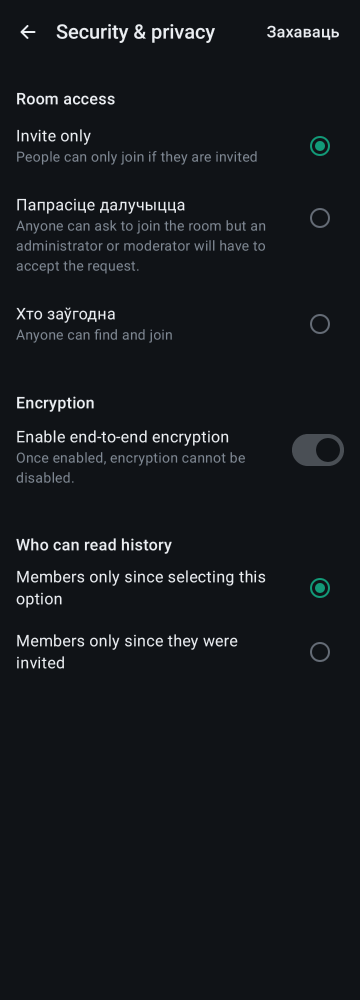 Security & privacy
Захаваць
Room access
Invite only
People can only join if they are invited
Папрасіце далучыцца
Anyone can ask to join the room but an
administrator or moderator will have to
accept the request.
Хто заўгодна
Anyone can find and join
Encryption
Enable end-to-end encryption
Once enabled, encryption cannot be
disabled.
Who can read history
Members only since selecting this
option
Members only since they were
invited